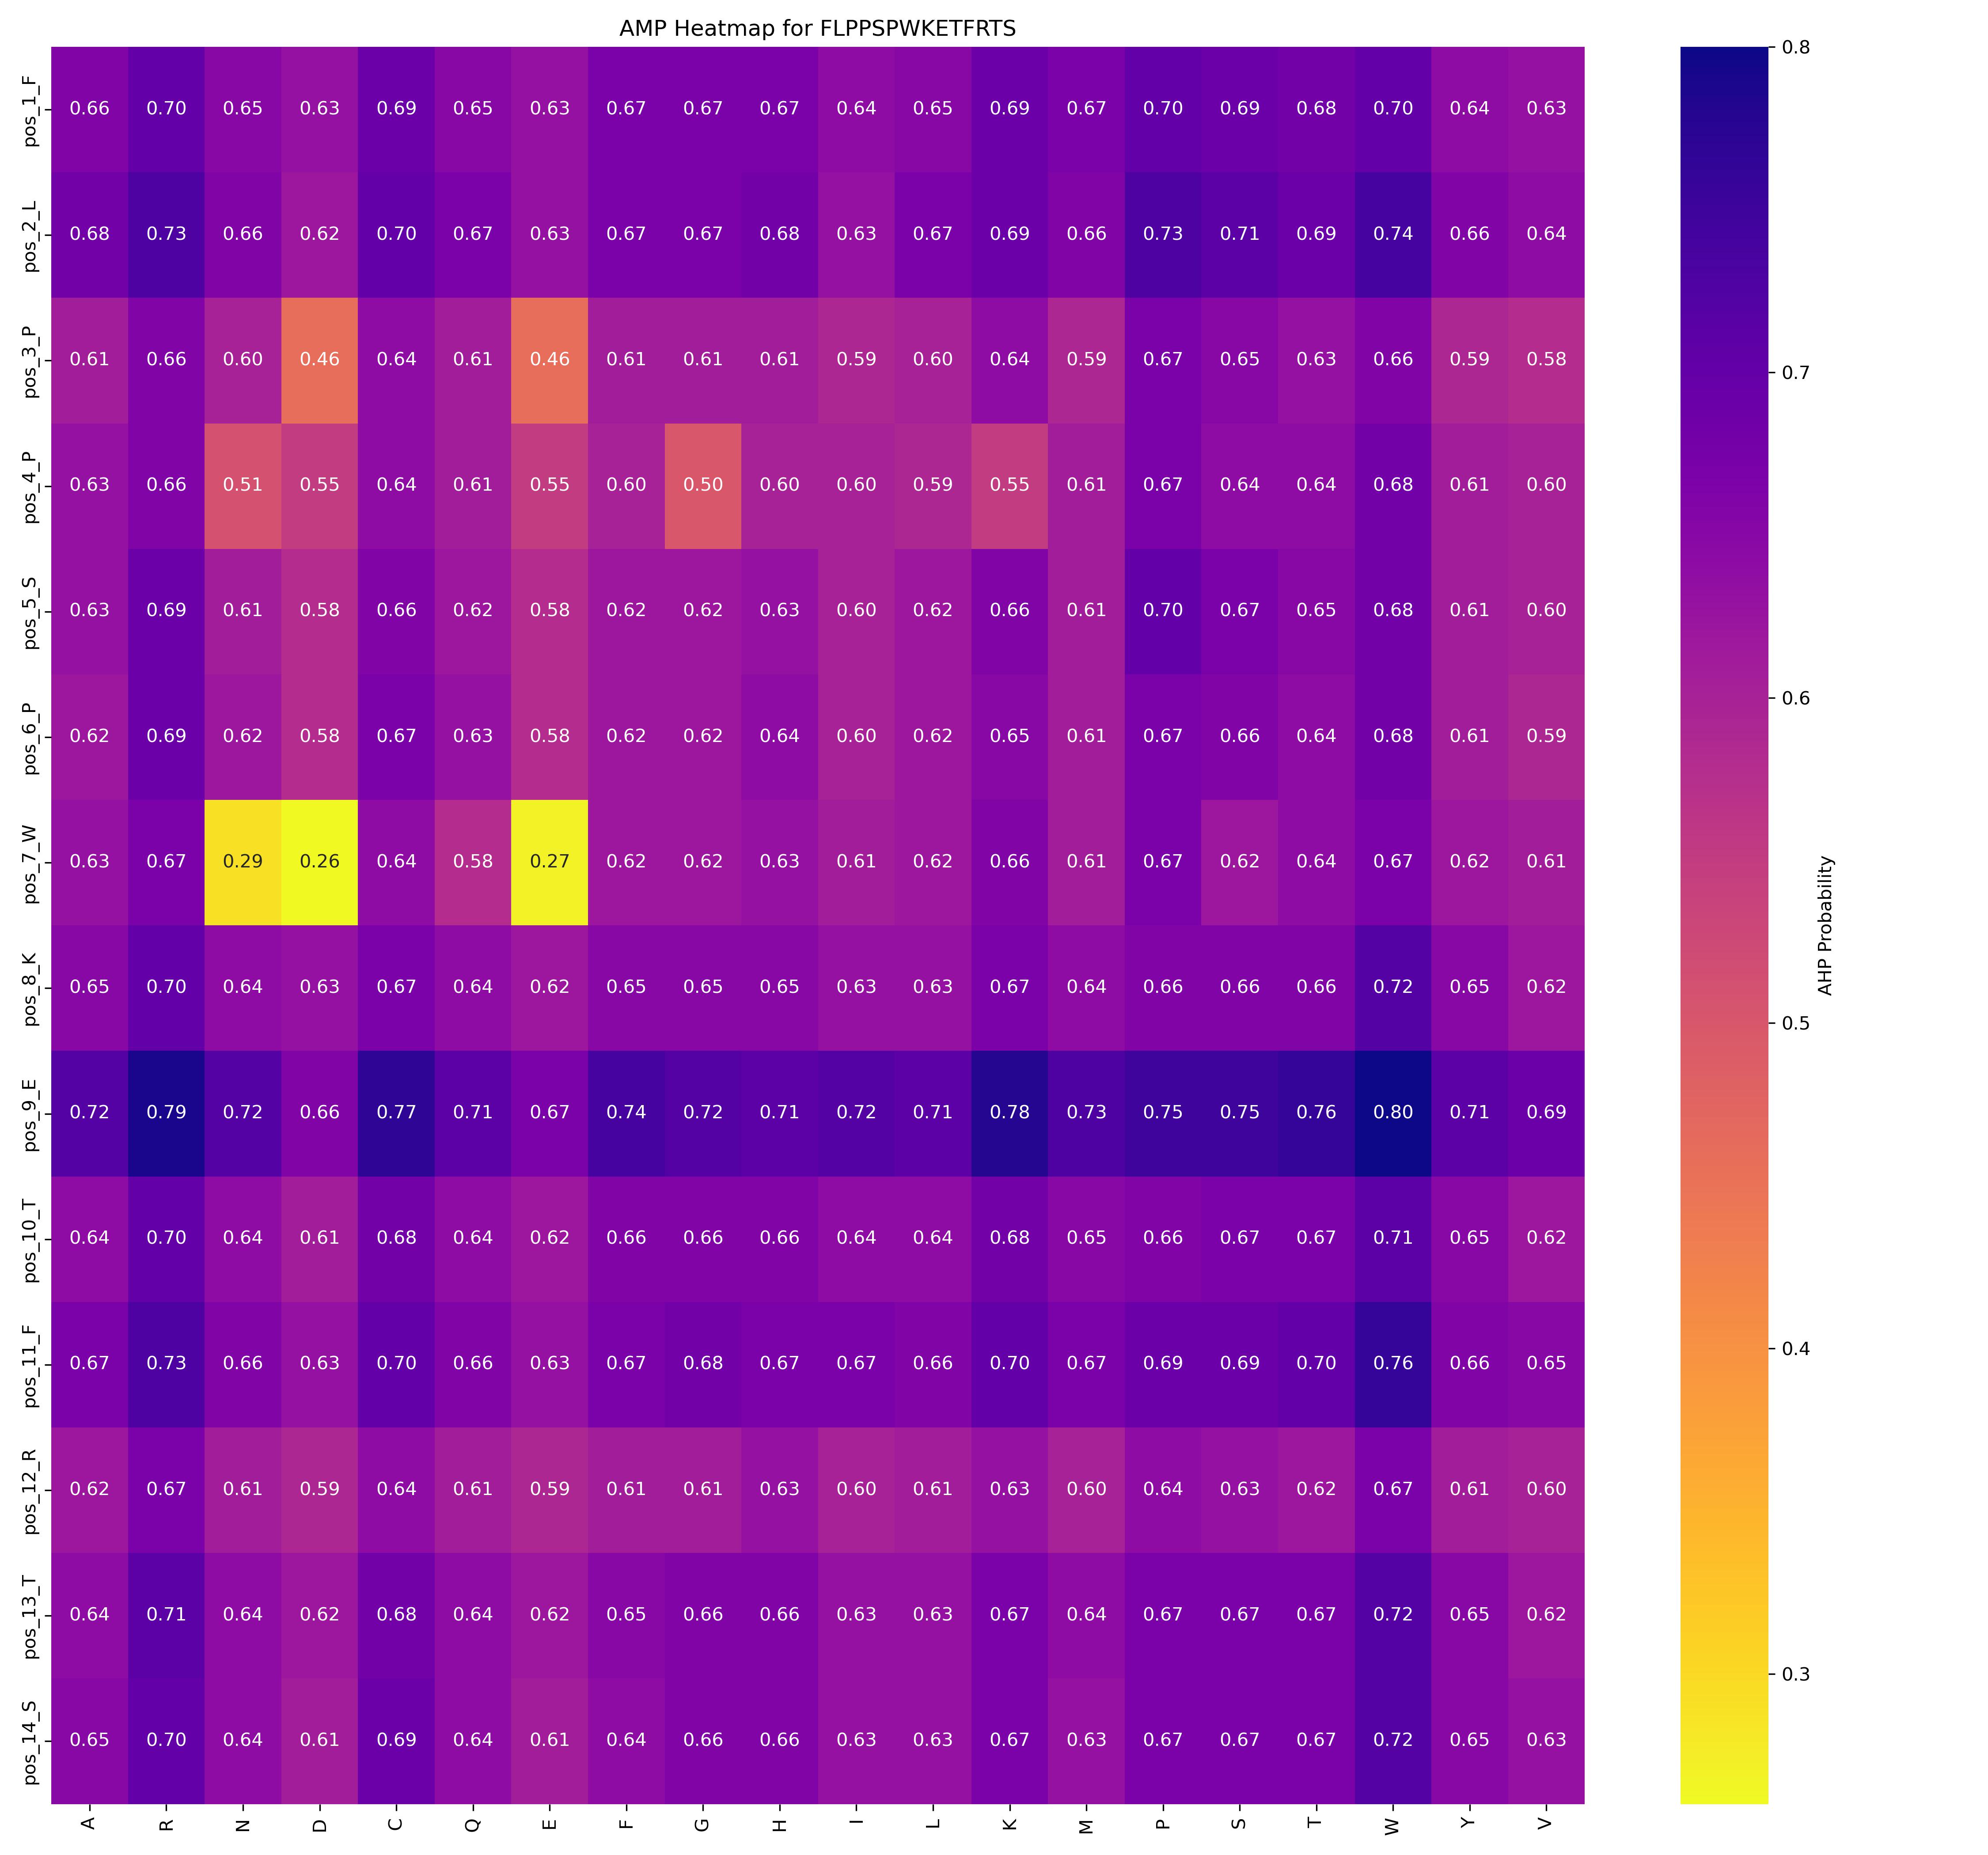 AMP Heatmap for FLPPSPWKETFRTS
pos_1_F 0.66 0.70 0.65 0.63 0.69 0.65 0.63 0.67 0.67 0.67 0.64 0.65 0.69 0.67 0.70 0.69 0.68 0.70 0.64 0.63
pos_2_L 0.68 0.73 0.66 0.62 0.70 0.67 0.63 0.67 0.67 0.68 0.63 0.67 0.69 0.66 0.73 0.71 0.69 0.74 0.66 0.64
pos_3_P 0.61 0.66 0.60 0.46 0.64 0.61 0.46 0.61 0.61 0.61 0.59 0.60 0.64 0.59 0.67 0.65 0.63 0.66 0.59 0.58
pos_4_P 0.63 0.66 0.51 0.55 0.64 0.61 0.55 0.60 0.50 0.60 0.60 0.59 0.55 0.61 0.67 0.64 0.64 0.68 0.61 0.60
pos_5_S 0.63 0.69 0.61 0.58 0.66 0.62 0.58 0.62 0.62 0.63 0.60 0.62 0.66 0.61 0.70 0.67 0.65 0.68 0.61 0.60
pos_6_P 0.62 0.69 0.62 0.58 0.67 0.63 0.58 0.62 0.62 0.64 0.60 0.62 0.65 0.61 0.67 0.66 0.64 0.68 0.61 0.59
pos_7_W 0.63 0.67 0.29 0.26 0.64 0.58 0.27 0.62 0.62 0.63 0.61 0.62 0.66 0.61 0.67 0.62 0.64 0.67 0.62 0.61
pos_8_K 0.65 0.70 0.64 0.63 0.67 0.64 0.62 0.65 0.65 0.65 0.63 0.63 0.67 0.64 0.66 0.66 0.66 0.72 0.65 0.62
pos_9_E 0.72 0.79 0.72 0.66 0.77 0.71 0.67 0.74 0.72 0.71 0.72 0.71 0.78 0.73 0.75 0.75 0.76 0.80 0.71 0.69
pos_10_T 0.64 0.70 0.64 0.61 0.68 0.64 0.62 0.66 0.66 0.66 0.64 0.64 0.68 0.65 0.66 0.67 0.67 0.71 0.65 0.62
pos_11_F 0.67 0.73 0.66 0.63 0.70 0.66 0.63 0.67 0.68 0.67 0.67 0.66 0.70 0.67 0.69 0.69 0.70 0.76 0.66 0.65
pos_12_R 0.62 0.67 0.61 0.59 0.64 0.61 0.59 0.61 0.61 0.63 0.60 0.61 0.63 0.60 0.64 0.63 0.62 0.67 0.61 0.60
pos_13_T 0.64 0.71 0.64 0.62 0.68 0.64 0.62 0.65 0.66 0.66 0.63 0.63 0.67 0.64 0.67 0.67 0.67 0.72 0.65 0.62
pos_14_S 0.65 0.70 0.64 0.61 0.69 0.64 0.61 0.64 0.66 0.66 0.63 0.63 0.67 0.63 0.67 0.67 0.67 0.72 0.65 0.63
A R N D C Q E F G H I L K M P S T W Y V
0.8
0.7
0.6
0.5
0.4
0.3
AHP Probability